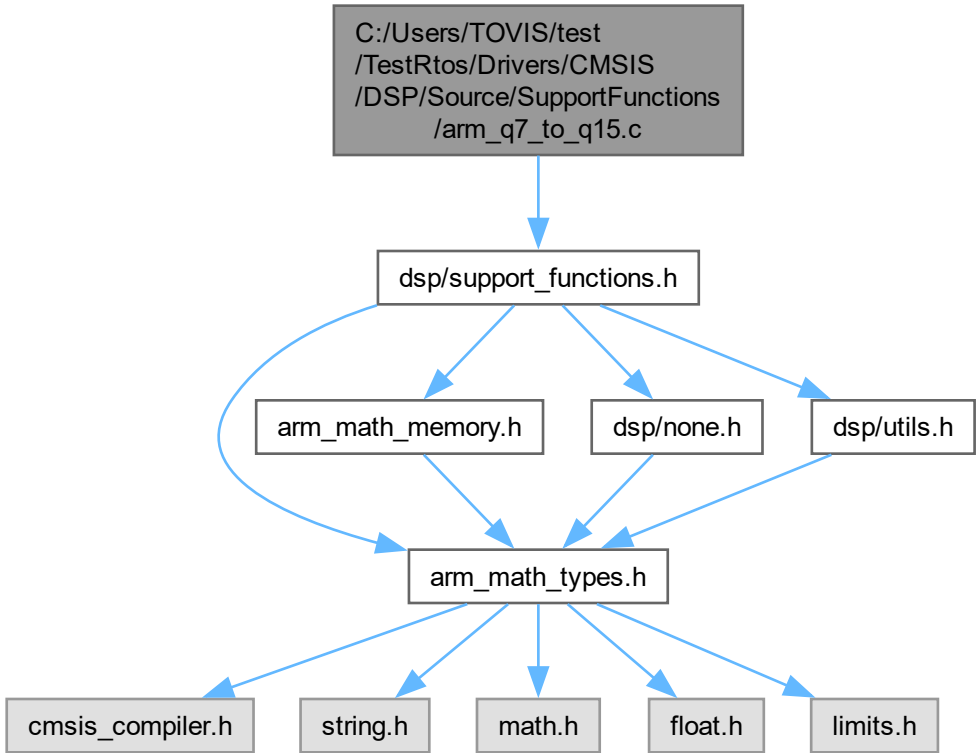 C:/Users/TOVIS/test
/TestRtos/Drivers/CMSIS
/DSP/Source/SupportFunctions
/arm_q7_to_q15.c
dsp/support_functions.h
arm_math_memory.h
dsp/none.h
dsp/utils.h
arm_math_types.h
cmsis_compiler.h
string.h
math.h
float.h
limits.h